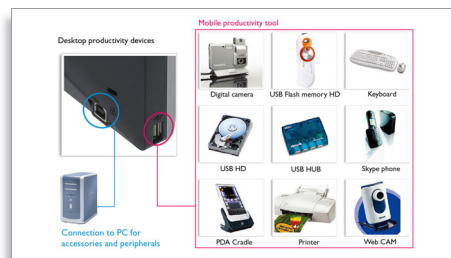 Mobile productivity tool
Desktop productivity devices
Digital camera
USB Flash memory HD
Keyboard
USB HD
USB HUB
Skype phone
Connection to PC for
accessories and peripherals
PDA Cradle
Printer
Web CAM